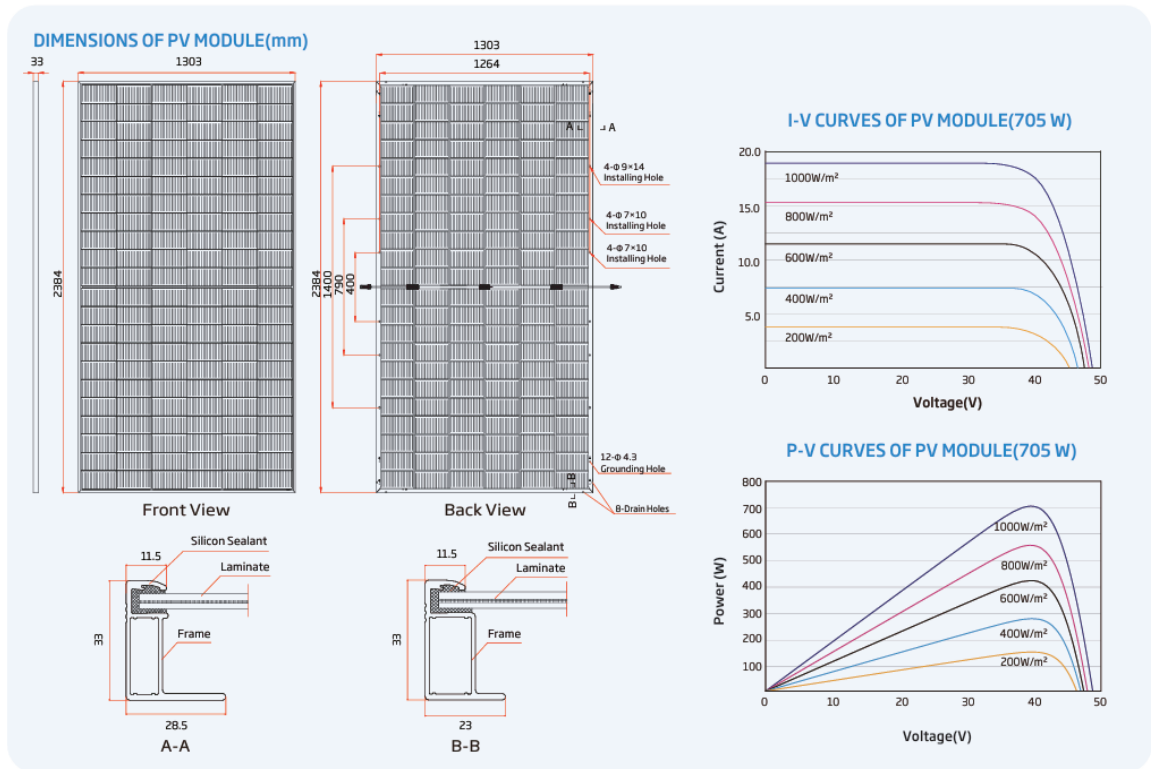 DIMENSIONS OF PV MODULE(mm)
33
1303
2384
Front View
1303
1264
A
A
4-Φ 9×14
Installing Hole
4-Φ 7×10
Installing Hole
4-Φ 7×10
Installing Hole
2384
1400
790
400
12-Φ 4.3
Grounding Hole
B
B
8-Drain Holes
Back View
11.5
Silicon Sealant
Laminate
33
Frame
28.5
A-A
11.5
Silicon Sealant
Laminate
33
Frame
23
B-B
I-V CURVES OF PV MODULE(705 W)
Current (A)
20.0
15.0
10.0
5.0
1000W/m²
800W/m²
600W/m²
400W/m²
200W/m²
0 10 20 30 40 50
Voltage(V)
P-V CURVES OF PV MODULE(705 W)
Power (W)
800
700
600
500
400
300
200
100
1000W/m²
800W/m²
600W/m²
400W/m²
200W/m²
0 10 20 30 40 50
Voltage(V)